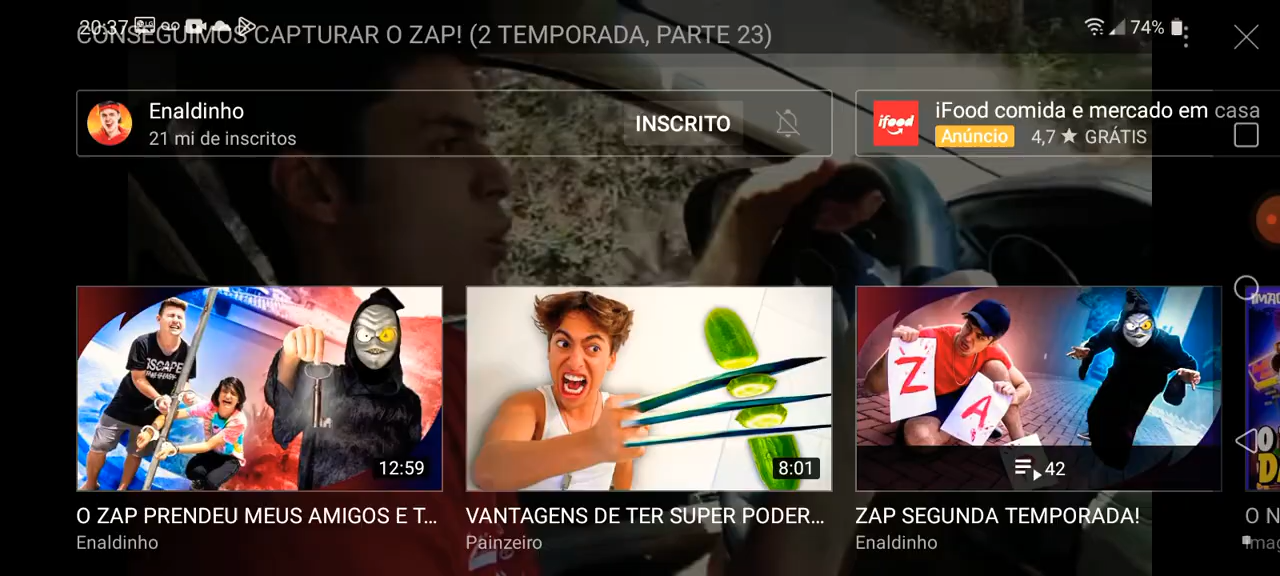 20:37
74%
CONSEGUIMOS CAPTURAR O ZAP! (2 TEMPORADA, PARTE 23)
Enaldinho
21 mi de inscritos
INSCRITO
ifood
iFood comida e mercado em casa
Anúncio 4,7 ★ GRÁTIS
12:59
8:01
Z
A
42
O ZAP PRENDEU MEUS AMIGOS E T...
Enaldinho
VANTAGENS DE TER SUPER PODER...
Painzeiro
ZAP SEGUNDA TEMPORADA!
Enaldinho
O N